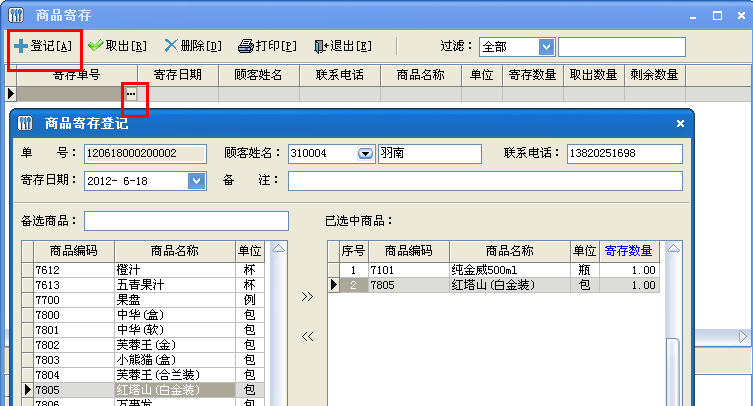 商品寄存
登记[A] 取出[R] 删除[D] 打印[P] 退出[E] 过滤： 全部
寄存单号 寄存日期 顾客姓名 联系电话 商品名称 单位 寄存数量 取出数量 剩余数量
商品寄存登记
单 号： 120618000200002 顾客姓名： 310004 羽南 联系电话： 13820251698
寄存日期： 2012- 6-18 备 注：
备选商品： 已选中商品：
商品编码 商品名称 单位
7612 橙汁 杯
7613 五青果汁 杯
7700 果盘 例
7800 中华(盒) 包
7801 中华(软) 包
7802 芙蓉王(金) 包
7803 小熊猫(盒) 包
7804 芙蓉王(合兰装) 包
7805 红塔山(白金装) 包
7806 万事发 包
序号 商品编码 商品名称 单位 寄存数量
1 7101 纯金威500ml 瓶 1.00
2 7805 红塔山(白金装) 包 1.00